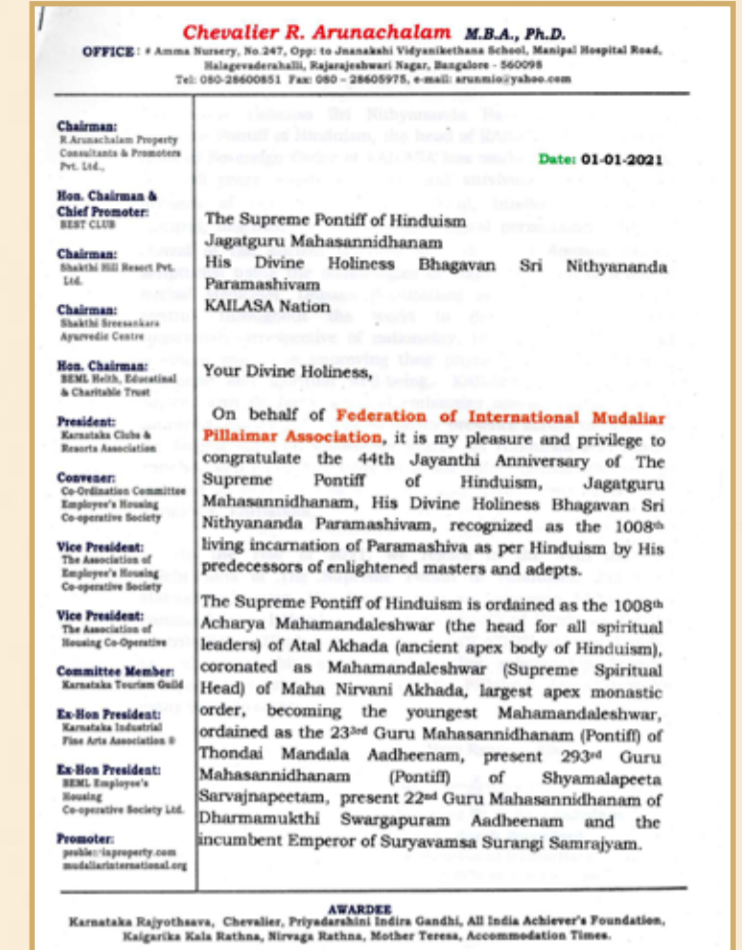 Chevalier R. Arunachalam M.B.A., Ph.D.
OFFICE : # Amma Nursery, No.247, Opp: to Jnanakshi Vidyanikethana School, Manipal Hospital Road,
Halagevaderahalli, Rajarajeshwari Nagar, Bangalore - 560098
Tel: 080-28600851 Fax: 080 - 28605975, e-mail: arunmio@yahoo.com
Chairman:
R.Arunachalam Property
Consultants & Promoters
Pvt. Ltd.,
Hon. Chairman &
Chief Promoter:
BEST CLUB
Chairman:
Shakthi Hill Resort Pvt.
Ltd.
Chairman:
Shakthi Sreesankara
Ayurvedic Centre
Hon. Chairman:
BEML Helth, Educatinal
& Charitable Trust
President:
Karnataka Clubs &
Resorts Association
Convener:
Co-Ordination Committee
Employee's Housing
Co-operative Society
Vice President:
The Association of
Employee's Housing
Co-operative Society
Vice President:
The Association of
Housing Co-Operative
Committee Member:
Karnataka Tourism Guild
Ex-Hon President:
Karnataka Industrial
Fine Arts Association ®
Ex-Hon President:
BEML Employee's
Housing
Co-operative Society Ltd.
Promoter:
mudaliarinternational.org
Date: 01-01-2021
The Supreme Pontiff of Hinduism
Jagatguru Mahasannidhanam
His Divine Holiness Bhagavan Sri Nithyananda
Paramashivam
KAILASA Nation
Your Divine Holiness,
On behalf of Federation of International Mudaliar
Pillaimar Association, it is my pleasure and privilege to
congratulate the 44th Jayanthi Anniversary of The
Supreme Pontiff of Hinduism, Jagatguru
Mahasannidhanam, His Divine Holiness Bhagavan Sri
Nithyananda Paramashivam, recognized as the 1008th
living incarnation of Paramashiva as per Hinduism by His
predecessors of enlightened masters and adepts.
The Supreme Pontiff of Hinduism is ordained as the 1008th
Acharya Mahamandaleshwar (the head for all spiritual
leaders) of Atal Akhada (ancient apex body of Hinduism),
coronated as Mahamandaleshwar (Supreme Spiritual
Head) of Maha Nirvani Akhada, largest apex monastic
order, becoming the youngest Mahamandaleshwar,
ordained as the 23rd Guru Mahasannidhanam (Pontiff) of
Thondai Mandala Aadheenam, present 293rd Guru
Mahasannidhanam (Pontiff) of Shyamalapeeta
Sarvajnapeetam, present 22nd Guru Mahasannidhanam of
Dharmamukthi Swargapuram Aadheenam and the
incumbent Emperor of Suryavamsa Surangi Samrajyam.
AWARDEE
Karnataka Rajyothsava, Chevalier, Priyadarshini Indira Gandhi, All India Achiever's Foundation,
Kaigarika Kala Rathna, Nirvaga Rathna, Mother Teresa, Accommodation Times.